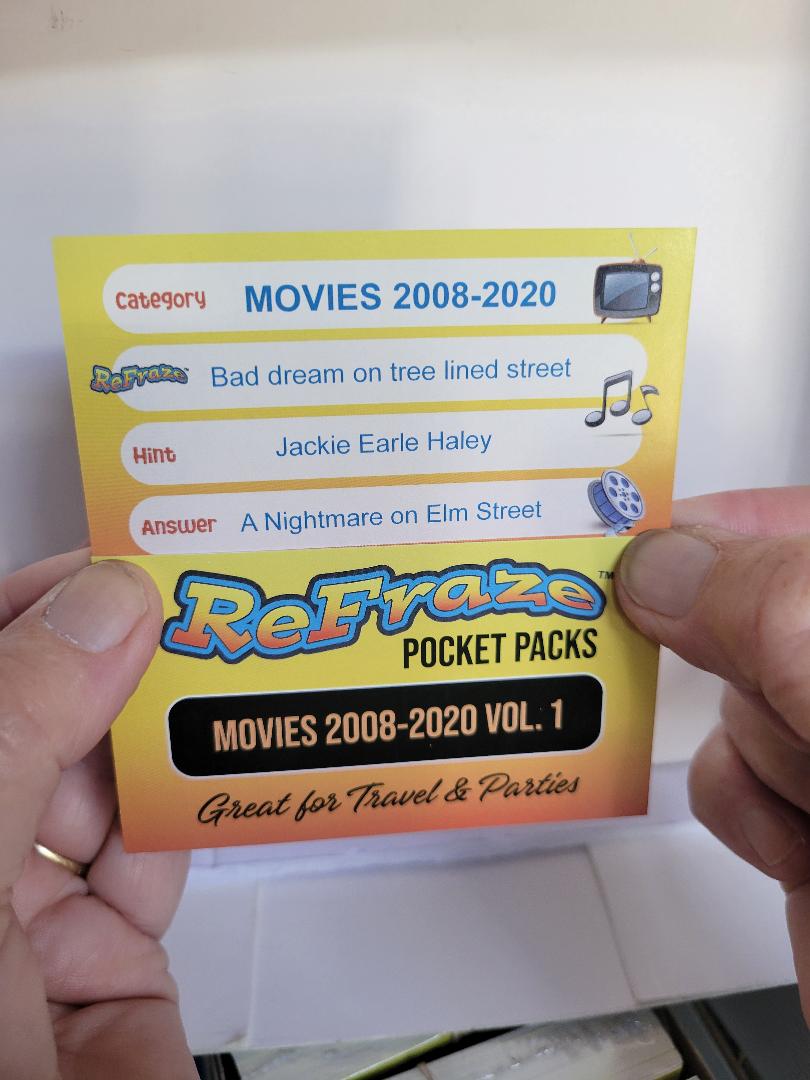 Category MOVIES 2008-2020
ReFraze™ Bad dream on tree lined street
Hint Jackie Earle Haley
Answer A Nightmare on Elm Street
ReFraze™
POCKET PACKS
MOVIES 2008-2020 VOL. 1
Great for Travel & Parties